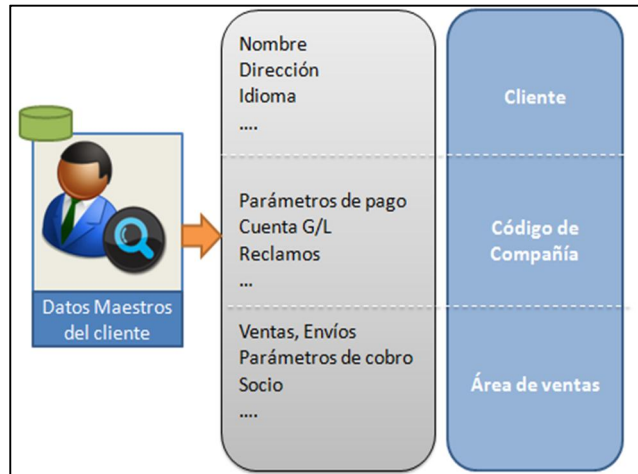 Nombre
Dirección
Idioma
....
Cliente
Parámetros de pago
Cuenta G/L
Reclamos
...
Código de
Compañía
Datos Maestros
del cliente
Ventas, Envíos
Parámetros de cobro
Socio
....
Área de ventas